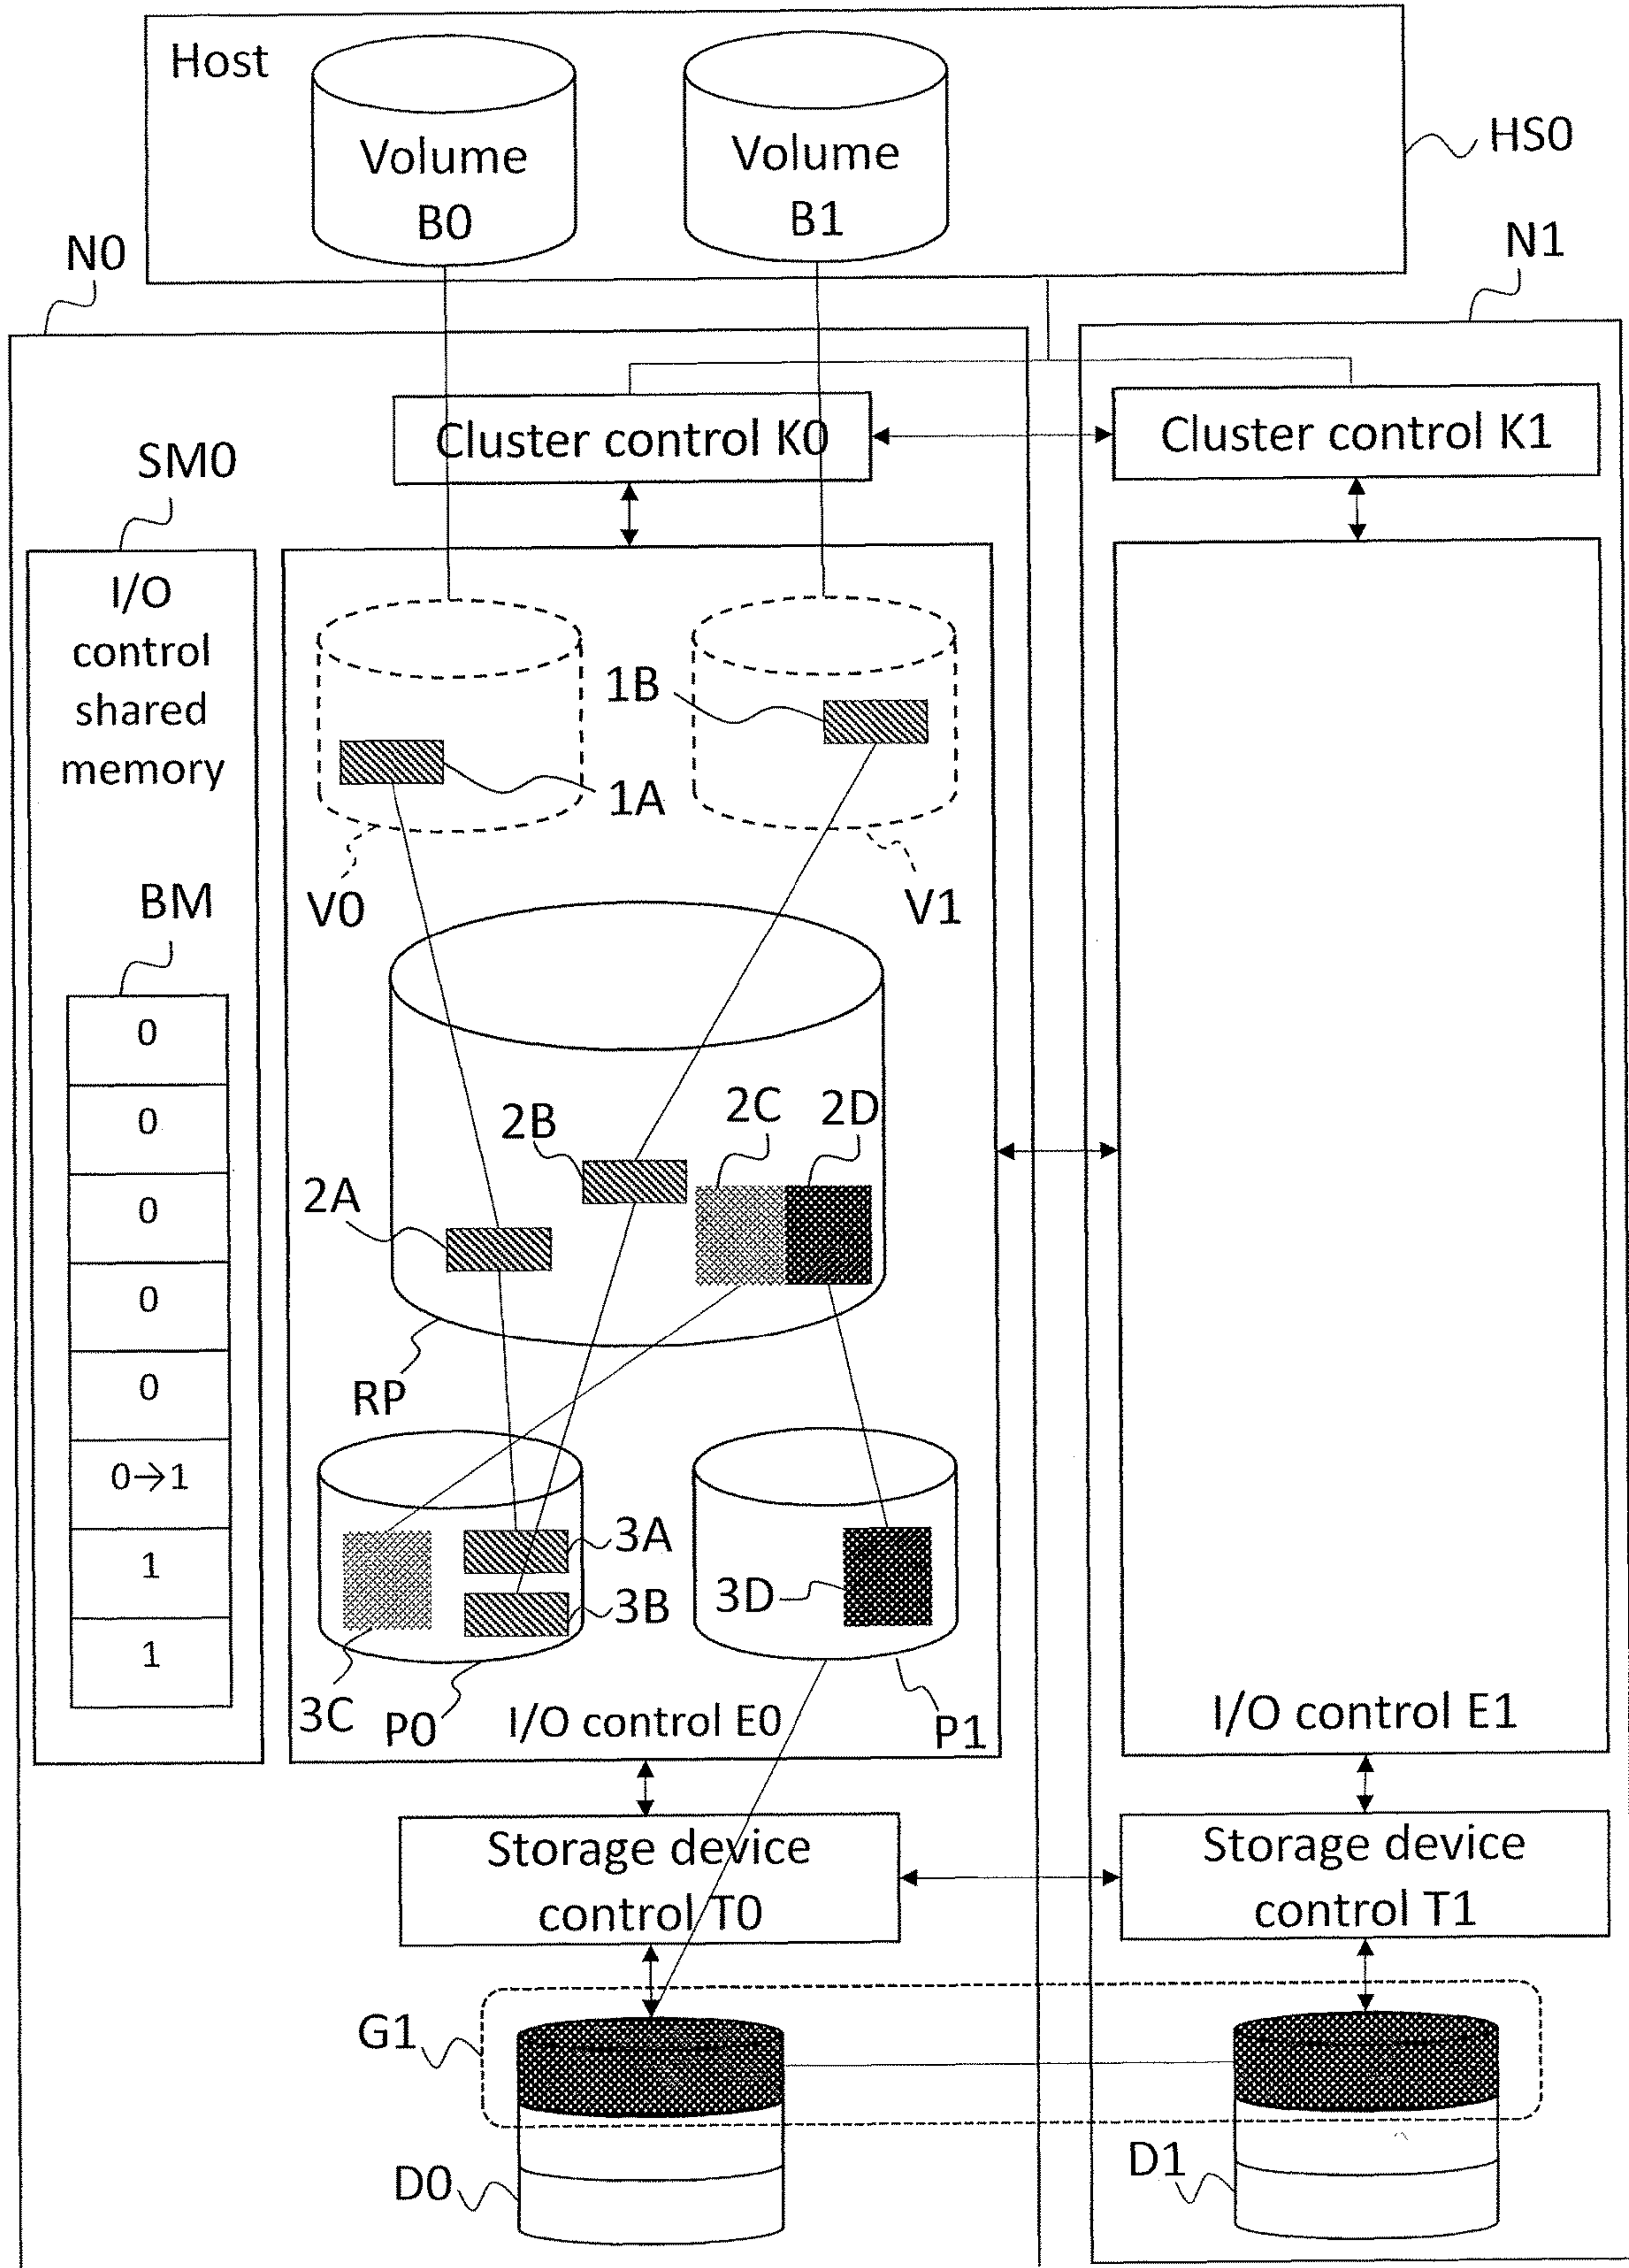 Host
Volume
B0
Volume
B1
HS0
N0
N1
Cluster control K0
Cluster control K1
SM0
I/O
control
shared
memory
1B
1A
V0
V1
BM
0
0
0
0
0
0→1
1
1
2C
2D
2B
2A
RP
3A
3B
3D
3C
P0
P1
I/O control E0
I/O control E1
Storage device
control T0
Storage device
control T1
G1
D0
D1